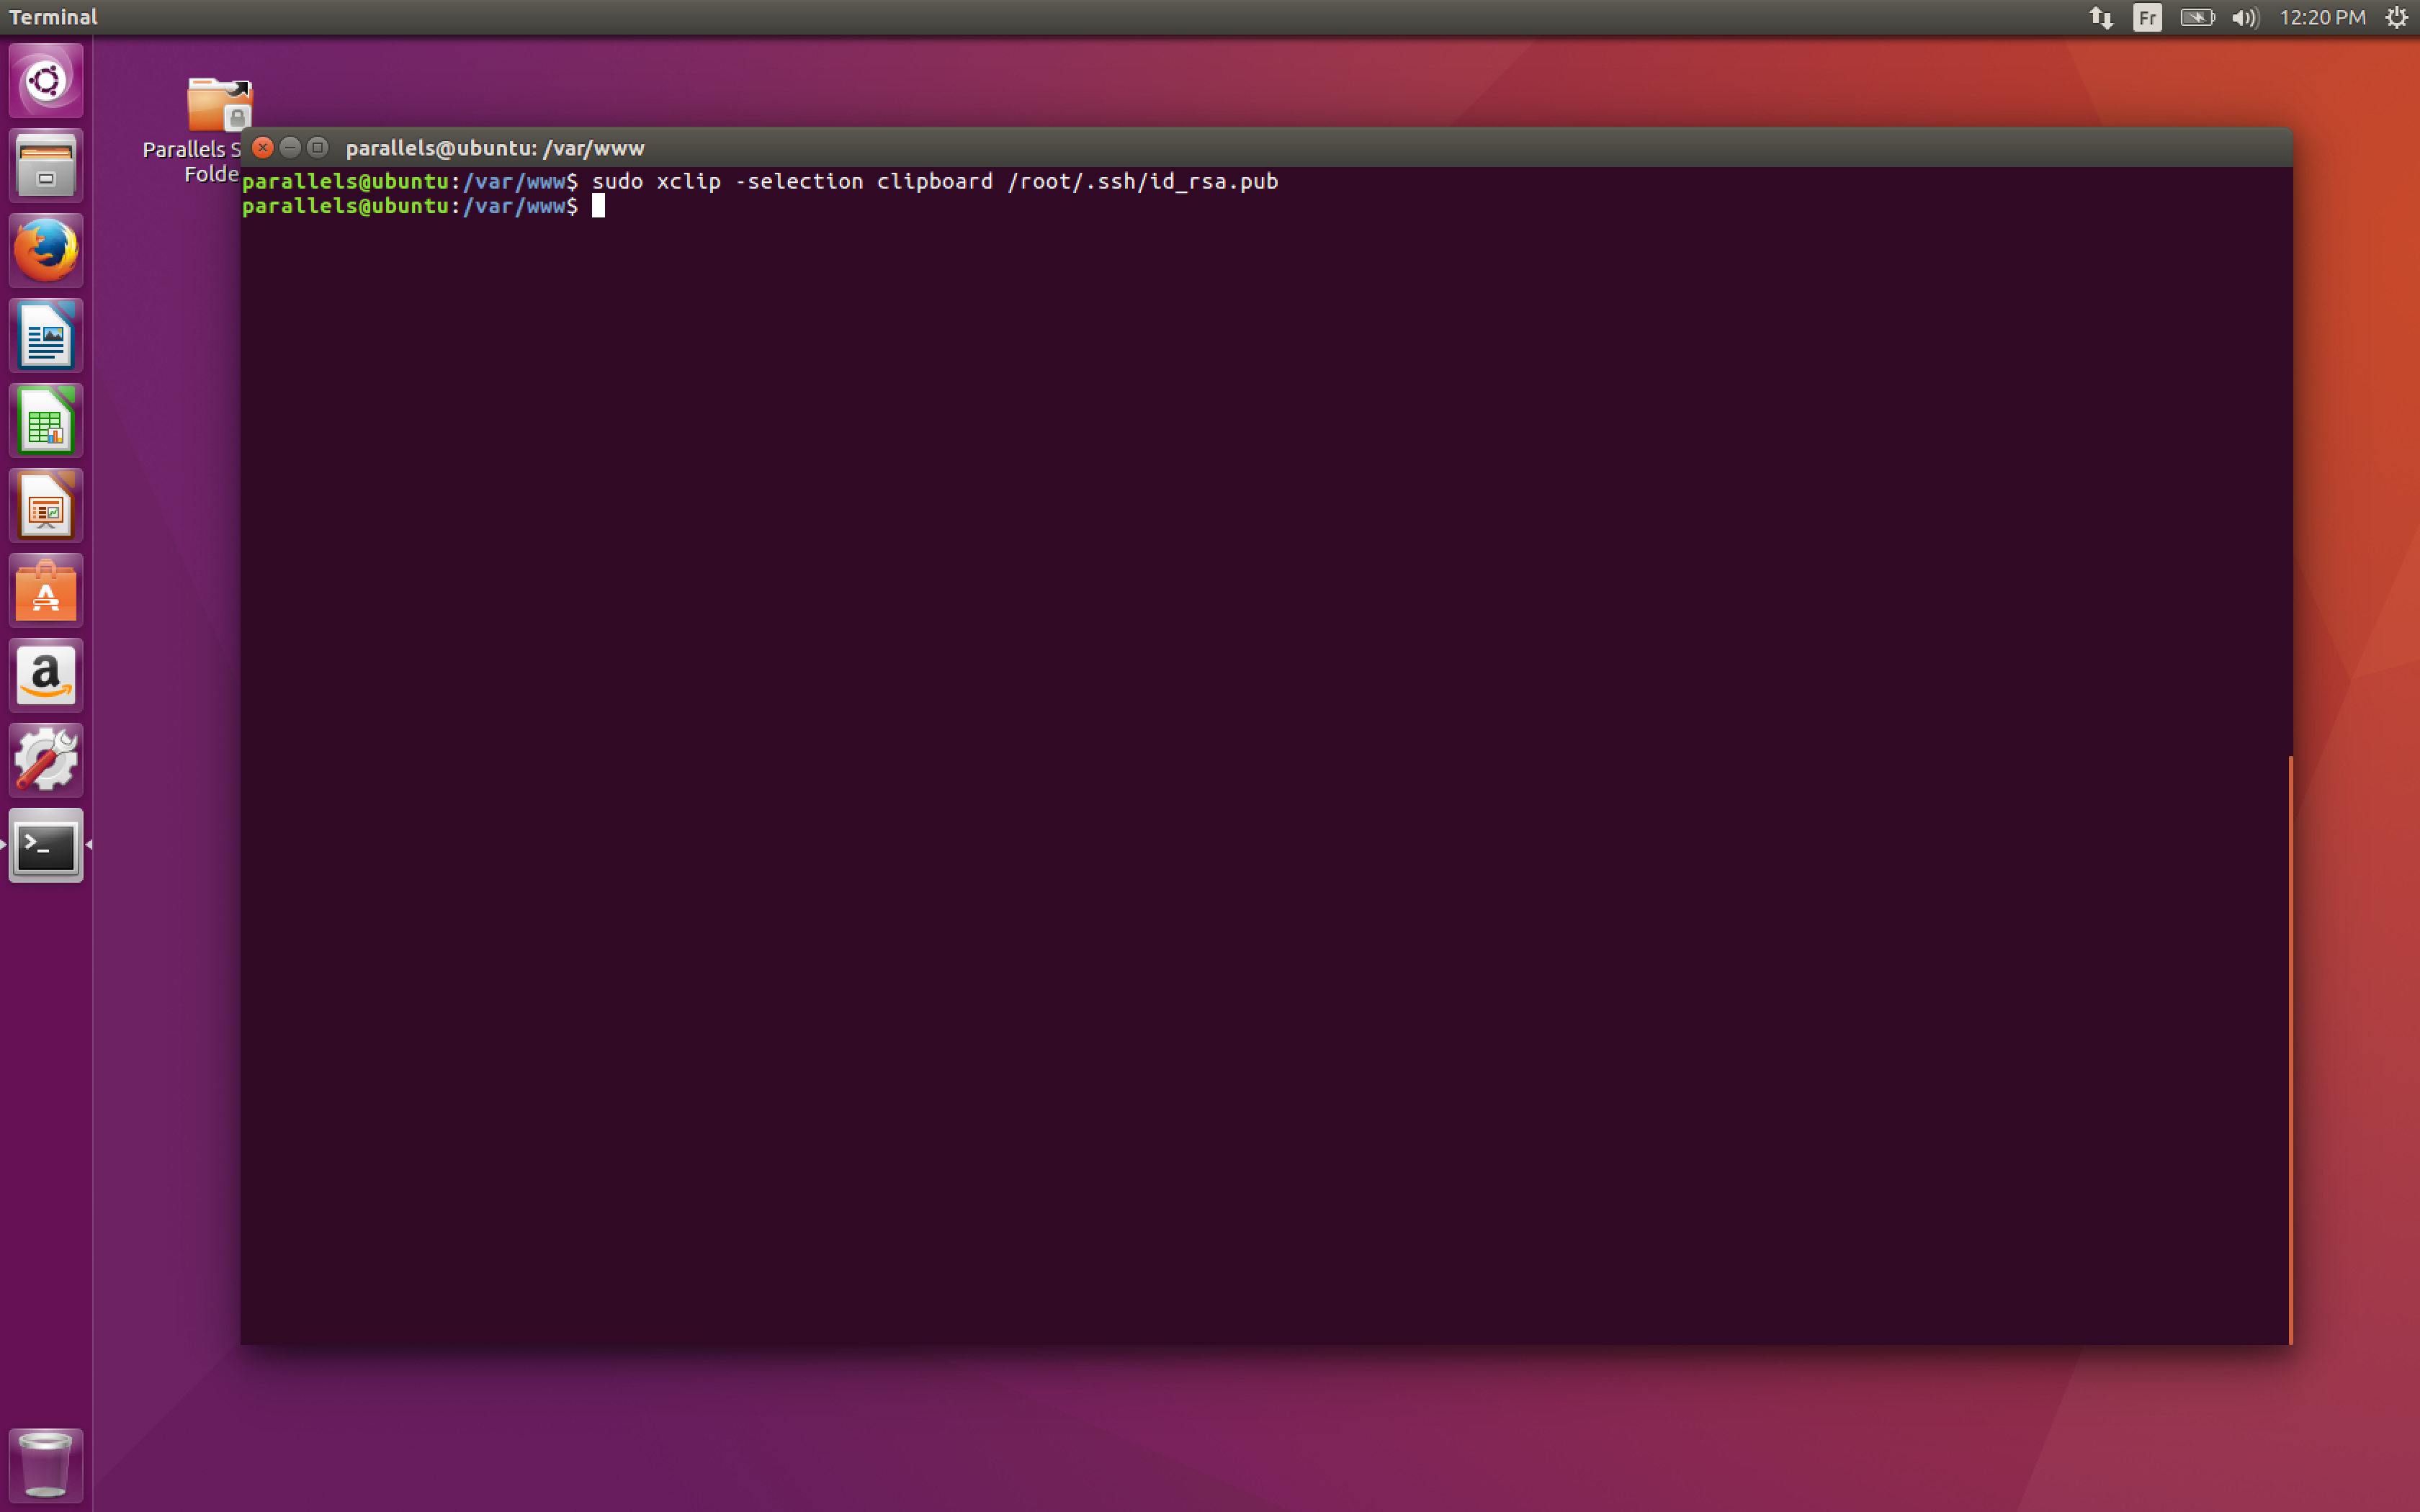 Terminal
Fr
12:20 PM
Parallels S
Folde
parallels@ubuntu: /var/www
parallels@ubuntu:/var/www$ sudo xclip -selection clipboard /root/.ssh/id_rsa.pub
parallels@ubuntu:/var/www$